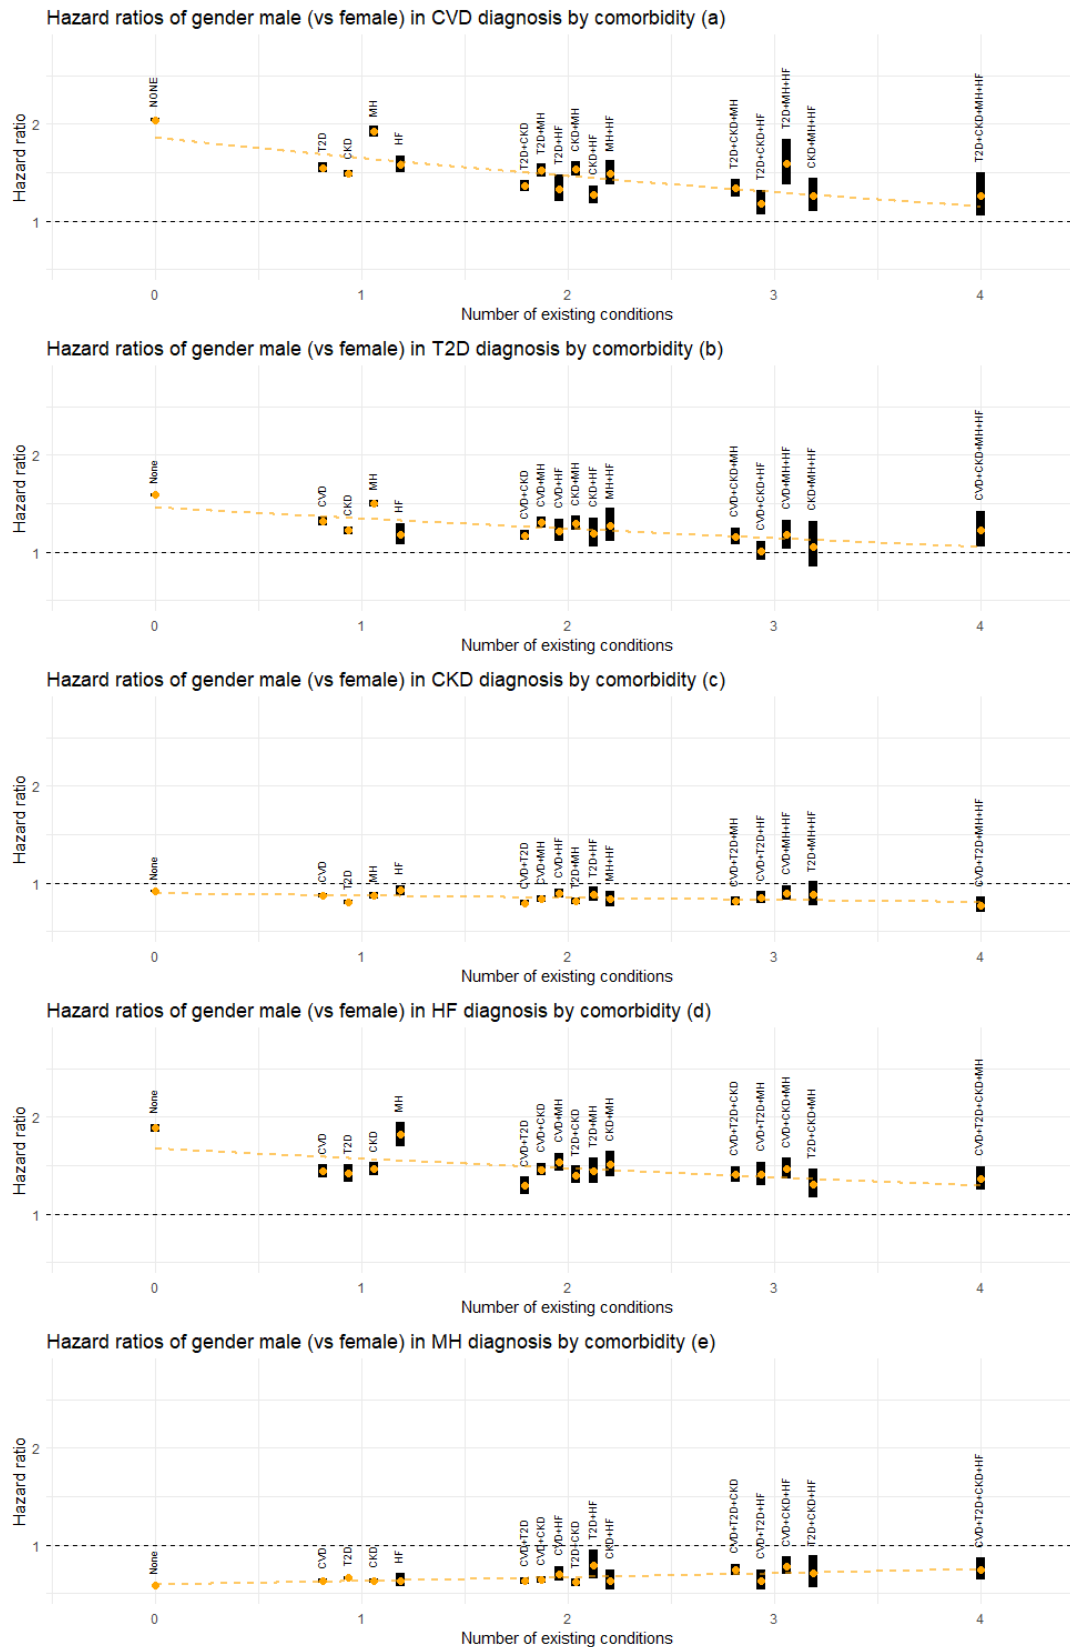 Hazard ratios of gender male (vs female) in CVD diagnosis by comorbidity (a)
Hazard ratio
2
1
NONE
T2D
CKD
MH
HF
T2D+CKD
T2D+MH
T2D+HF
CKD+MH
CKD+HF
MH+HF
T2D+CKD+MH
T2D+CKD+HF
T2D+MH+HF
CKD+MH+HF
T2D+CKD+MH+HF
0 1 2 3 4
Number of existing conditions
Hazard ratios of gender male (vs female) in T2D diagnosis by comorbidity (b)
Hazard ratio
2
1
None
CVD
CKD
MH
HF
CVD+CKD
CVD+MH
CVD+HF
CKD+MH
CKD+HF
MH+HF
CVD+CKD+MH
CVD+CKD+HF
CVD+MH+HF
CKD+MH+HF
CVD+CKD+MH+HF
0 1 2 3 4
Number of existing conditions
Hazard ratios of gender male (vs female) in CKD diagnosis by comorbidity (c)
Hazard ratio
2
1
None
CVD
T2D
MH
HF
CVD+T2D
CVD+MH
CVD+HF
T2D+MH
T2D+HF
MH+HF
CVD+T2D+MH
CVD+T2D+HF
CVD+MH+HF
T2D+MH+HF
CVD+T2D+MH+HF
0 1 2 3 4
Number of existing conditions
Hazard ratios of gender male (vs female) in HF diagnosis by comorbidity (d)
Hazard ratio
2
1
None
CVD
T2D
CKD
MH
CVD+T2D
CVD+CKD
CVD+MH
T2D+CKD
T2D+MH
CKD+MH
CVD+T2D+CKD
CVD+T2D+MH
CVD+CKD+MH
T2D+CKD+MH
CVD+T2D+CKD+MH
0 1 2 3 4
Number of existing conditions
Hazard ratios of gender male (vs female) in MH diagnosis by comorbidity (e)
Hazard ratio
2
1
None
CVD
T2D
CKD
HF
CVD+T2D
CVD+CKD
CVD+HF
T2D+CKD
T2D+HF
CKD+HF
CVD+T2D+CKD
CVD+T2D+HF
CVD+CKD+HF
T2D+CKD+HF
CVD+T2D+CKD+HF
0 1 2 3 4
Number of existing conditions